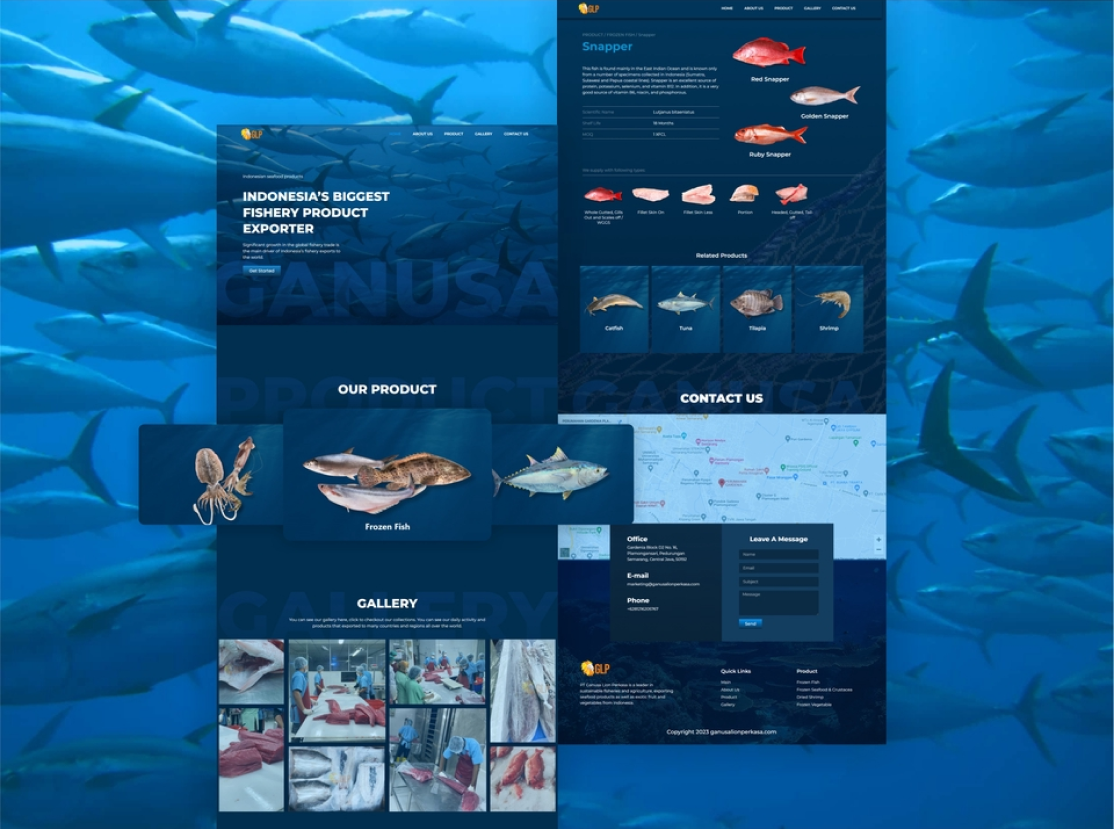 GLP
ABOUT US
PRODUCT
GALLERY
CONTACT US
Indonesian seafood products
INDONESIA'S BIGGEST
FISHERY PRODUCT
EXPORTER
Significant growth in the global fishery trade is
the main driver of Indonesia's fishery exports to
the world.
Get Started
GANUSA
PRODUCT
OUR PRODUCT
Frozen Fish
GALLERY
GALLERY
You can see our gallery here, click to checkout our collections. You can see our daily activity and
products that exported to many countries and regions all over the world.
GLP
HOME
ABOUT US
PRODUCT
GALLERY
CONTACT US
PRODUCT / FROZEN FISH / Snapper
Snapper
This fish is found mainly in the East Indian Ocean and is known only
from a number of specimens collected in Indonesia (Sumatra,
Sulawesi and Papua coastal lines). Snapper is an excellent source of
protein, potassium, selenium, and vitamin B12. In addition, it is a very
good source of vitamin B6, niacin, and phosphorous.
Scientific Name
Lutjanus bitaeniatus
Shelf Life
18 Months
Red Snapper
Golden Snapper
Ruby Snapper
We supply with following types:
Whole Gutted, Gills
Out and Scales off /
WGGS
Fillet Skin On
Fillet Skin Less
Portion
Headed, Gutted, Tail
off
Related Products
Catfish
Tuna
Tilapia
Shrimp
GANUSA
CONTACT US
Office
Gardenia Block D2 No. 16,
Plamongansari, Pedurungan
Semarang, Central Java, 50192
E-mail
marketing@ganusalionperkasa.com
Phone
Leave A Message
Name
Email
Subject
Message
Send
GLP
PT Ganusa Lion Perkasa is a leader in
sustainable fisheries and agriculture, exporting
seafood products as well as exotic fruit and
vegetables from Indonesia.
Quick Links
Main
About Us
Product
Gallery
Product
Frozen Fish
Frozen Seafood & Crustacea
Dried Shrimp
Frozen Vegetable
Copyright 2023 ganusalionperkasa.com